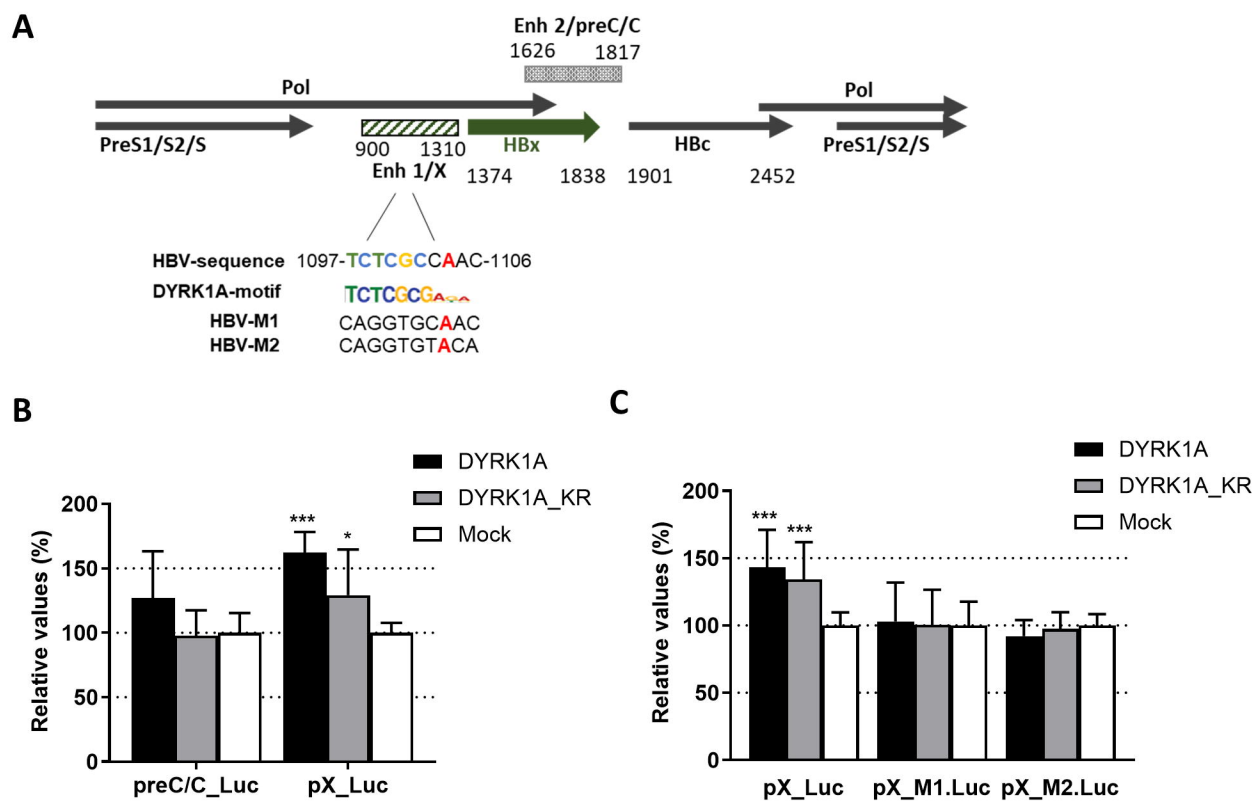 A
Enh 2/preC/C
1626 1817
Pol
Pol
PreS1/S2/S
HBx
HBc
PreS1/S2/S
900 1310
Enh 1/X
1374 1838 1901 2452
HBV-sequence 1097-TCTCGCCAAC-1106
DYRK1A-motif TCTCGCGAGA
HBV-M1 CAGGTGCAAC
HBV-M2 CAGGTGTACA
B
DYRK1A
DYRK1A_KR
Mock
Relative values (%)
200
150
100
50
0
***
*
preC/C_Luc pX_Luc
C
DYRK1A
DYRK1A_KR
Mock
Relative values (%)
200
150
100
50
0
***
***
pX_Luc pX_M1.Luc pX_M2.Luc